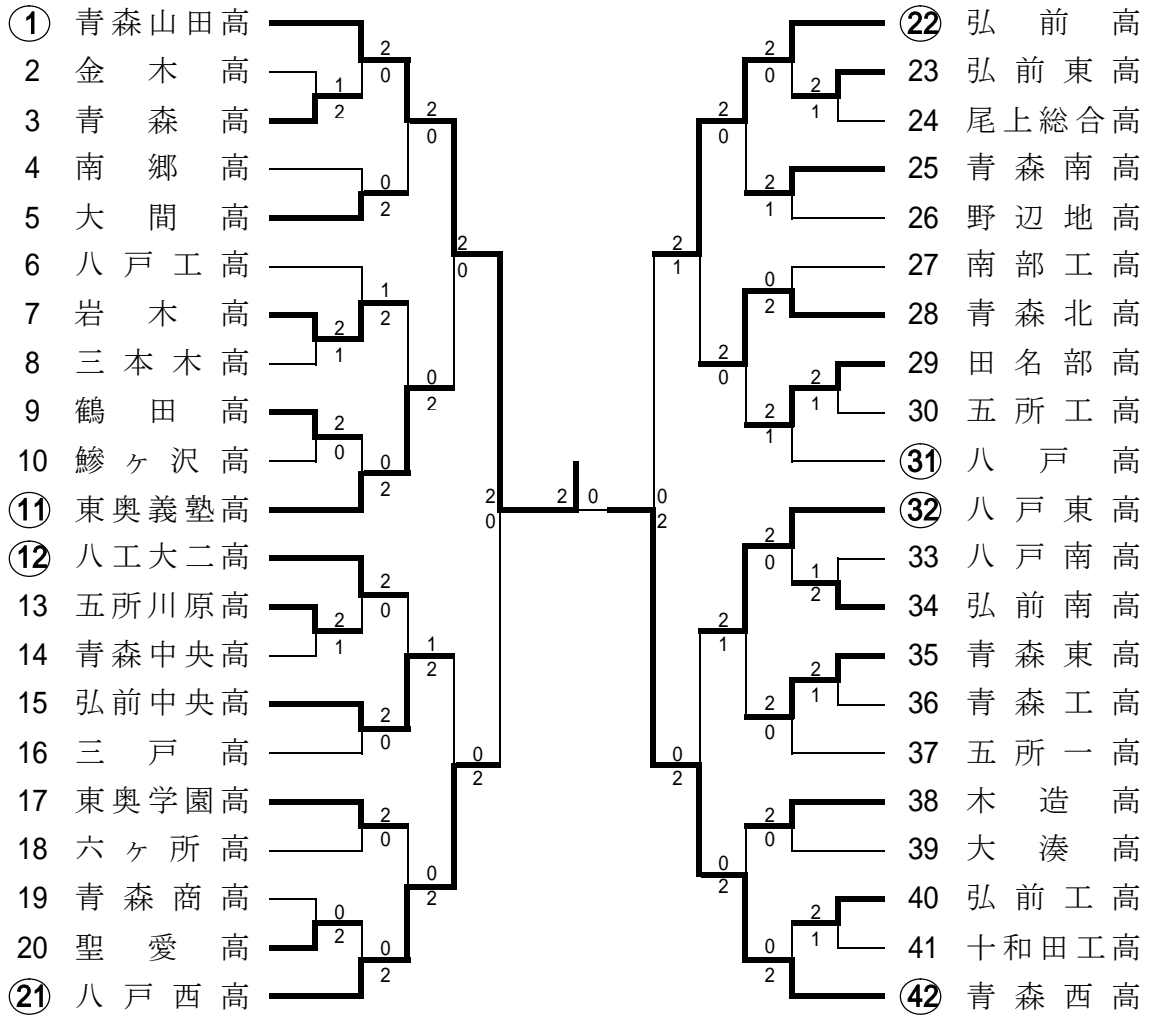 ① 青森山田高
2 金木高
3 青森高
4 南郷高
5 大間高
6 八戸工高
7 岩木高
8 三本木高
9 鶴田高
10 鰺ヶ沢高
⑪ 東奥義塾高
⑫ 八工大二高
13 五所川原高
14 青森中央高
15 弘前中央高
16 三戸高
17 東奥学園高
18 六ヶ所高
19 青森商高
20 聖愛高
㉑ 八戸西高
1
2
2
1
2
0
2
1
0
2
2
0
0
2
1
2
0
2
2
0
2
0
2
0
0
2
2
0
0
2
1
2
0
2
2
0
0
2
2
0
2 0
0
2
2
1
0
2
2
0
2
0
2
1
0
2
2
0
2
1
0
2
2
1
2
0
2
0
2
0
0
2
2
1
2
1
1
2
2
1
2
1
㉒ 弘前高
23 弘前東高
24 尾上総合高
25 青森南高
26 野辺地高
27 南部工高
28 青森北高
29 田名部高
30 五所工高
㉛ 八戸高
㉜ 八戸東高
33 八戸南高
34 弘前南高
35 青森東高
36 青森工高
37 五所一高
38 木造高
39 大湊高
40 弘前工高
41 十和田工高
㊷ 青森西高